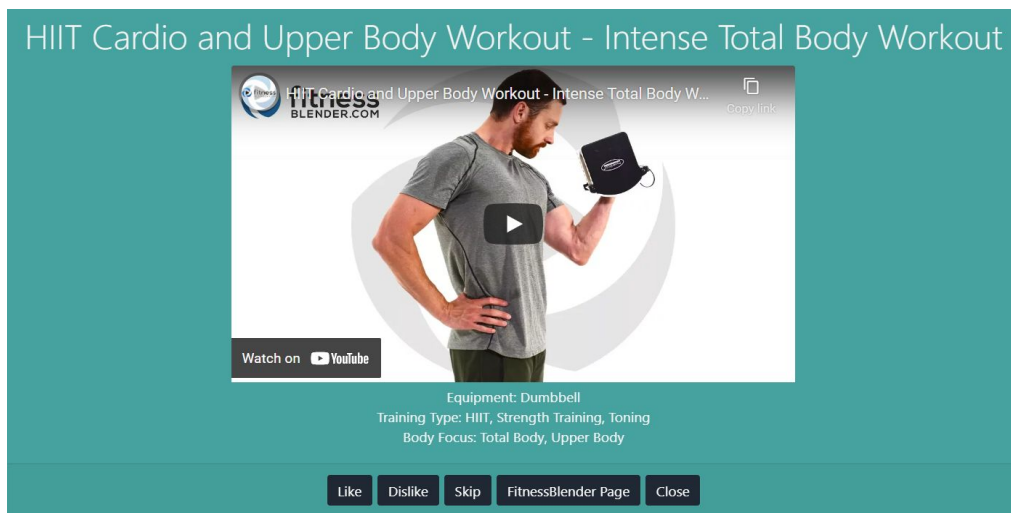 HIIT Cardio and Upper Body Workout - Intense Total Body Workout
fitness
HIIT Cardio and Upper Body Workout - Intense Total Body W...
fitness
BLENDER.COM
Copy link
Watch on YouTube
Equipment: Dumbbell
Training Type: HIIT, Strength Training, Toning
Body Focus: Total Body, Upper Body
Like Dislike Skip FitnessBlender Page Close